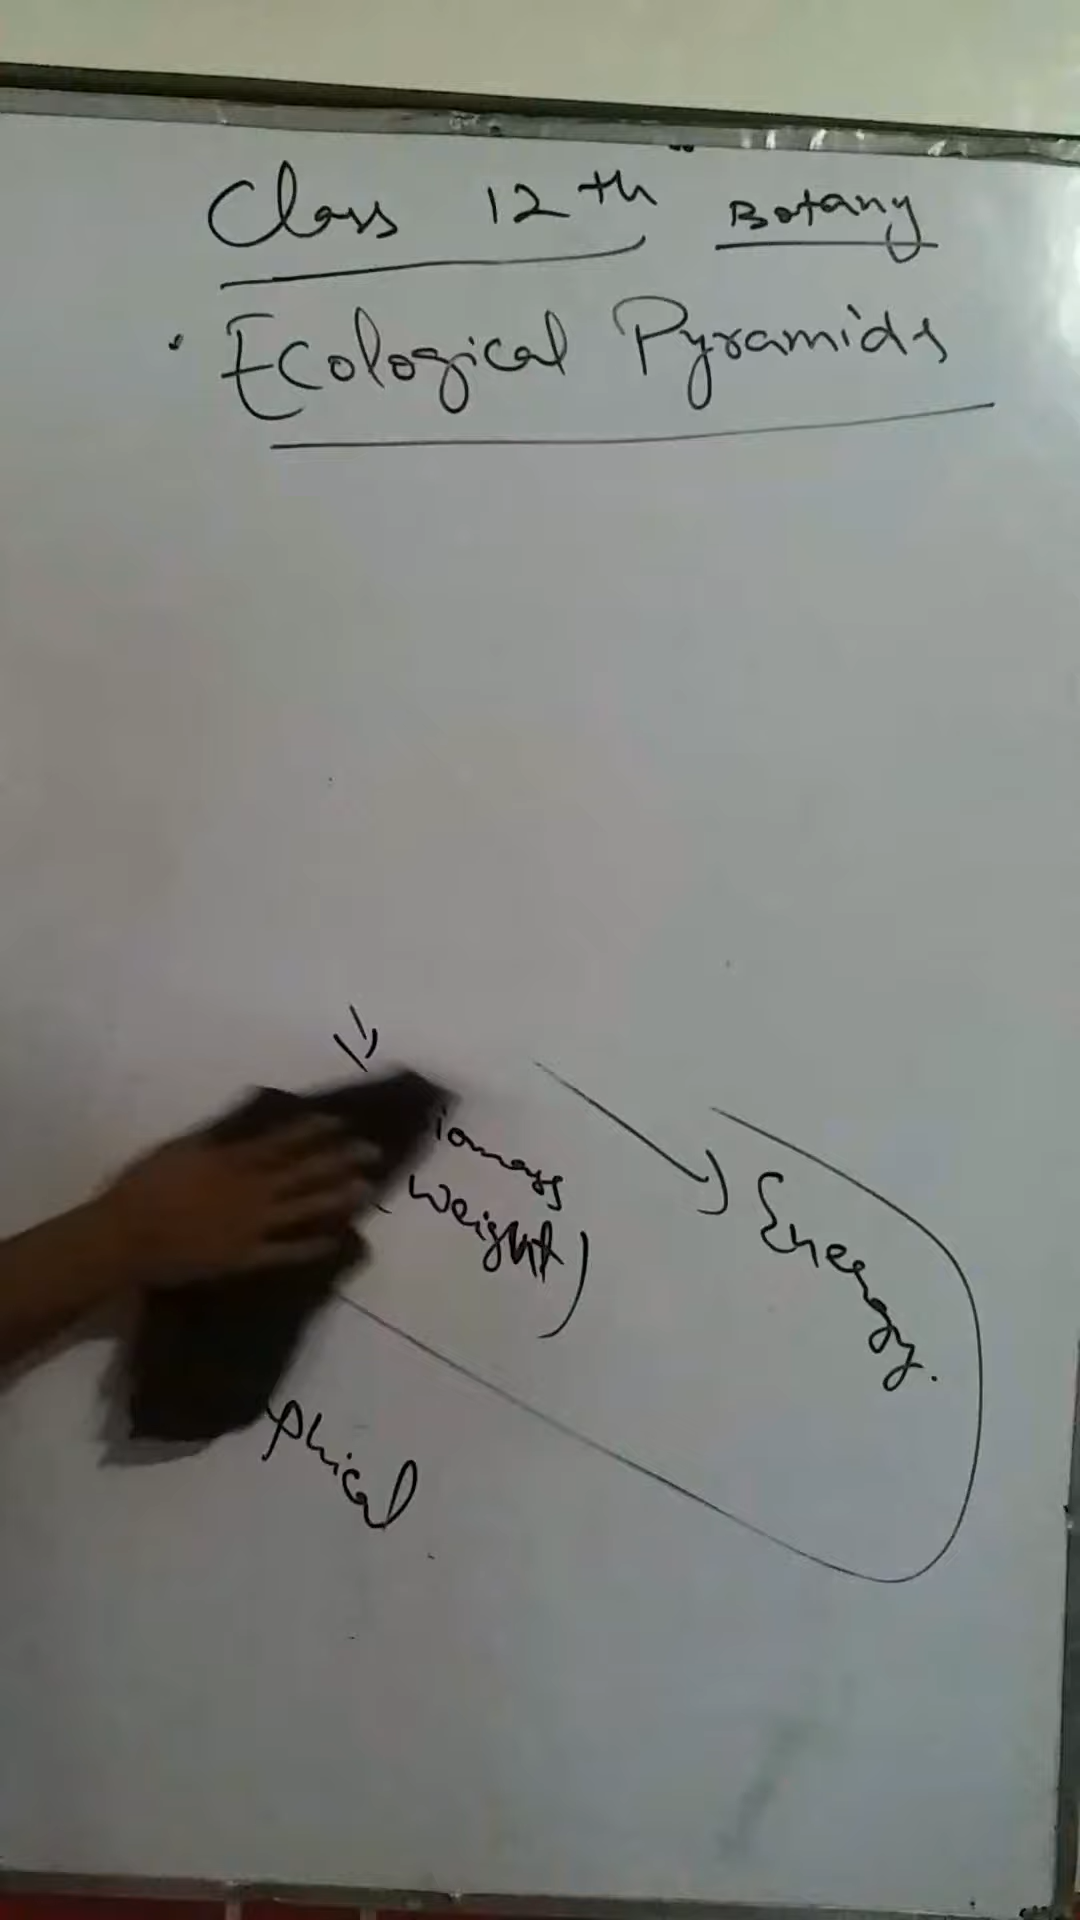 Class 12th Botany
Ecological Pyramids
iomass
(Weight)
Energy.
phical